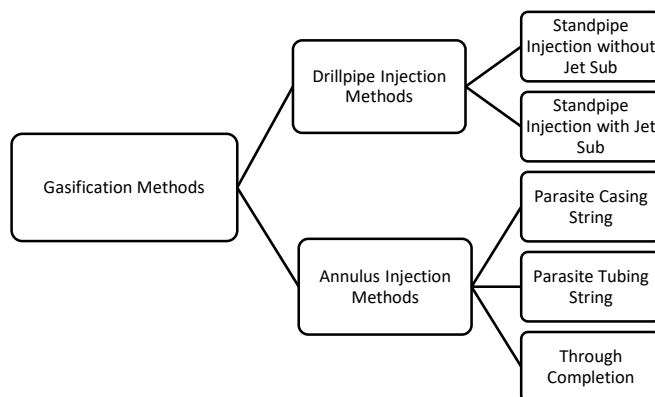 Gasification Methods
Drillpipe Injection
Methods
Standpipe
Injection without
Jet Sub
Standpipe
Injection with Jet
Sub
Annulus Injection
Methods
Parasite Casing
String
Parasite Tubing
String
Through
Completion